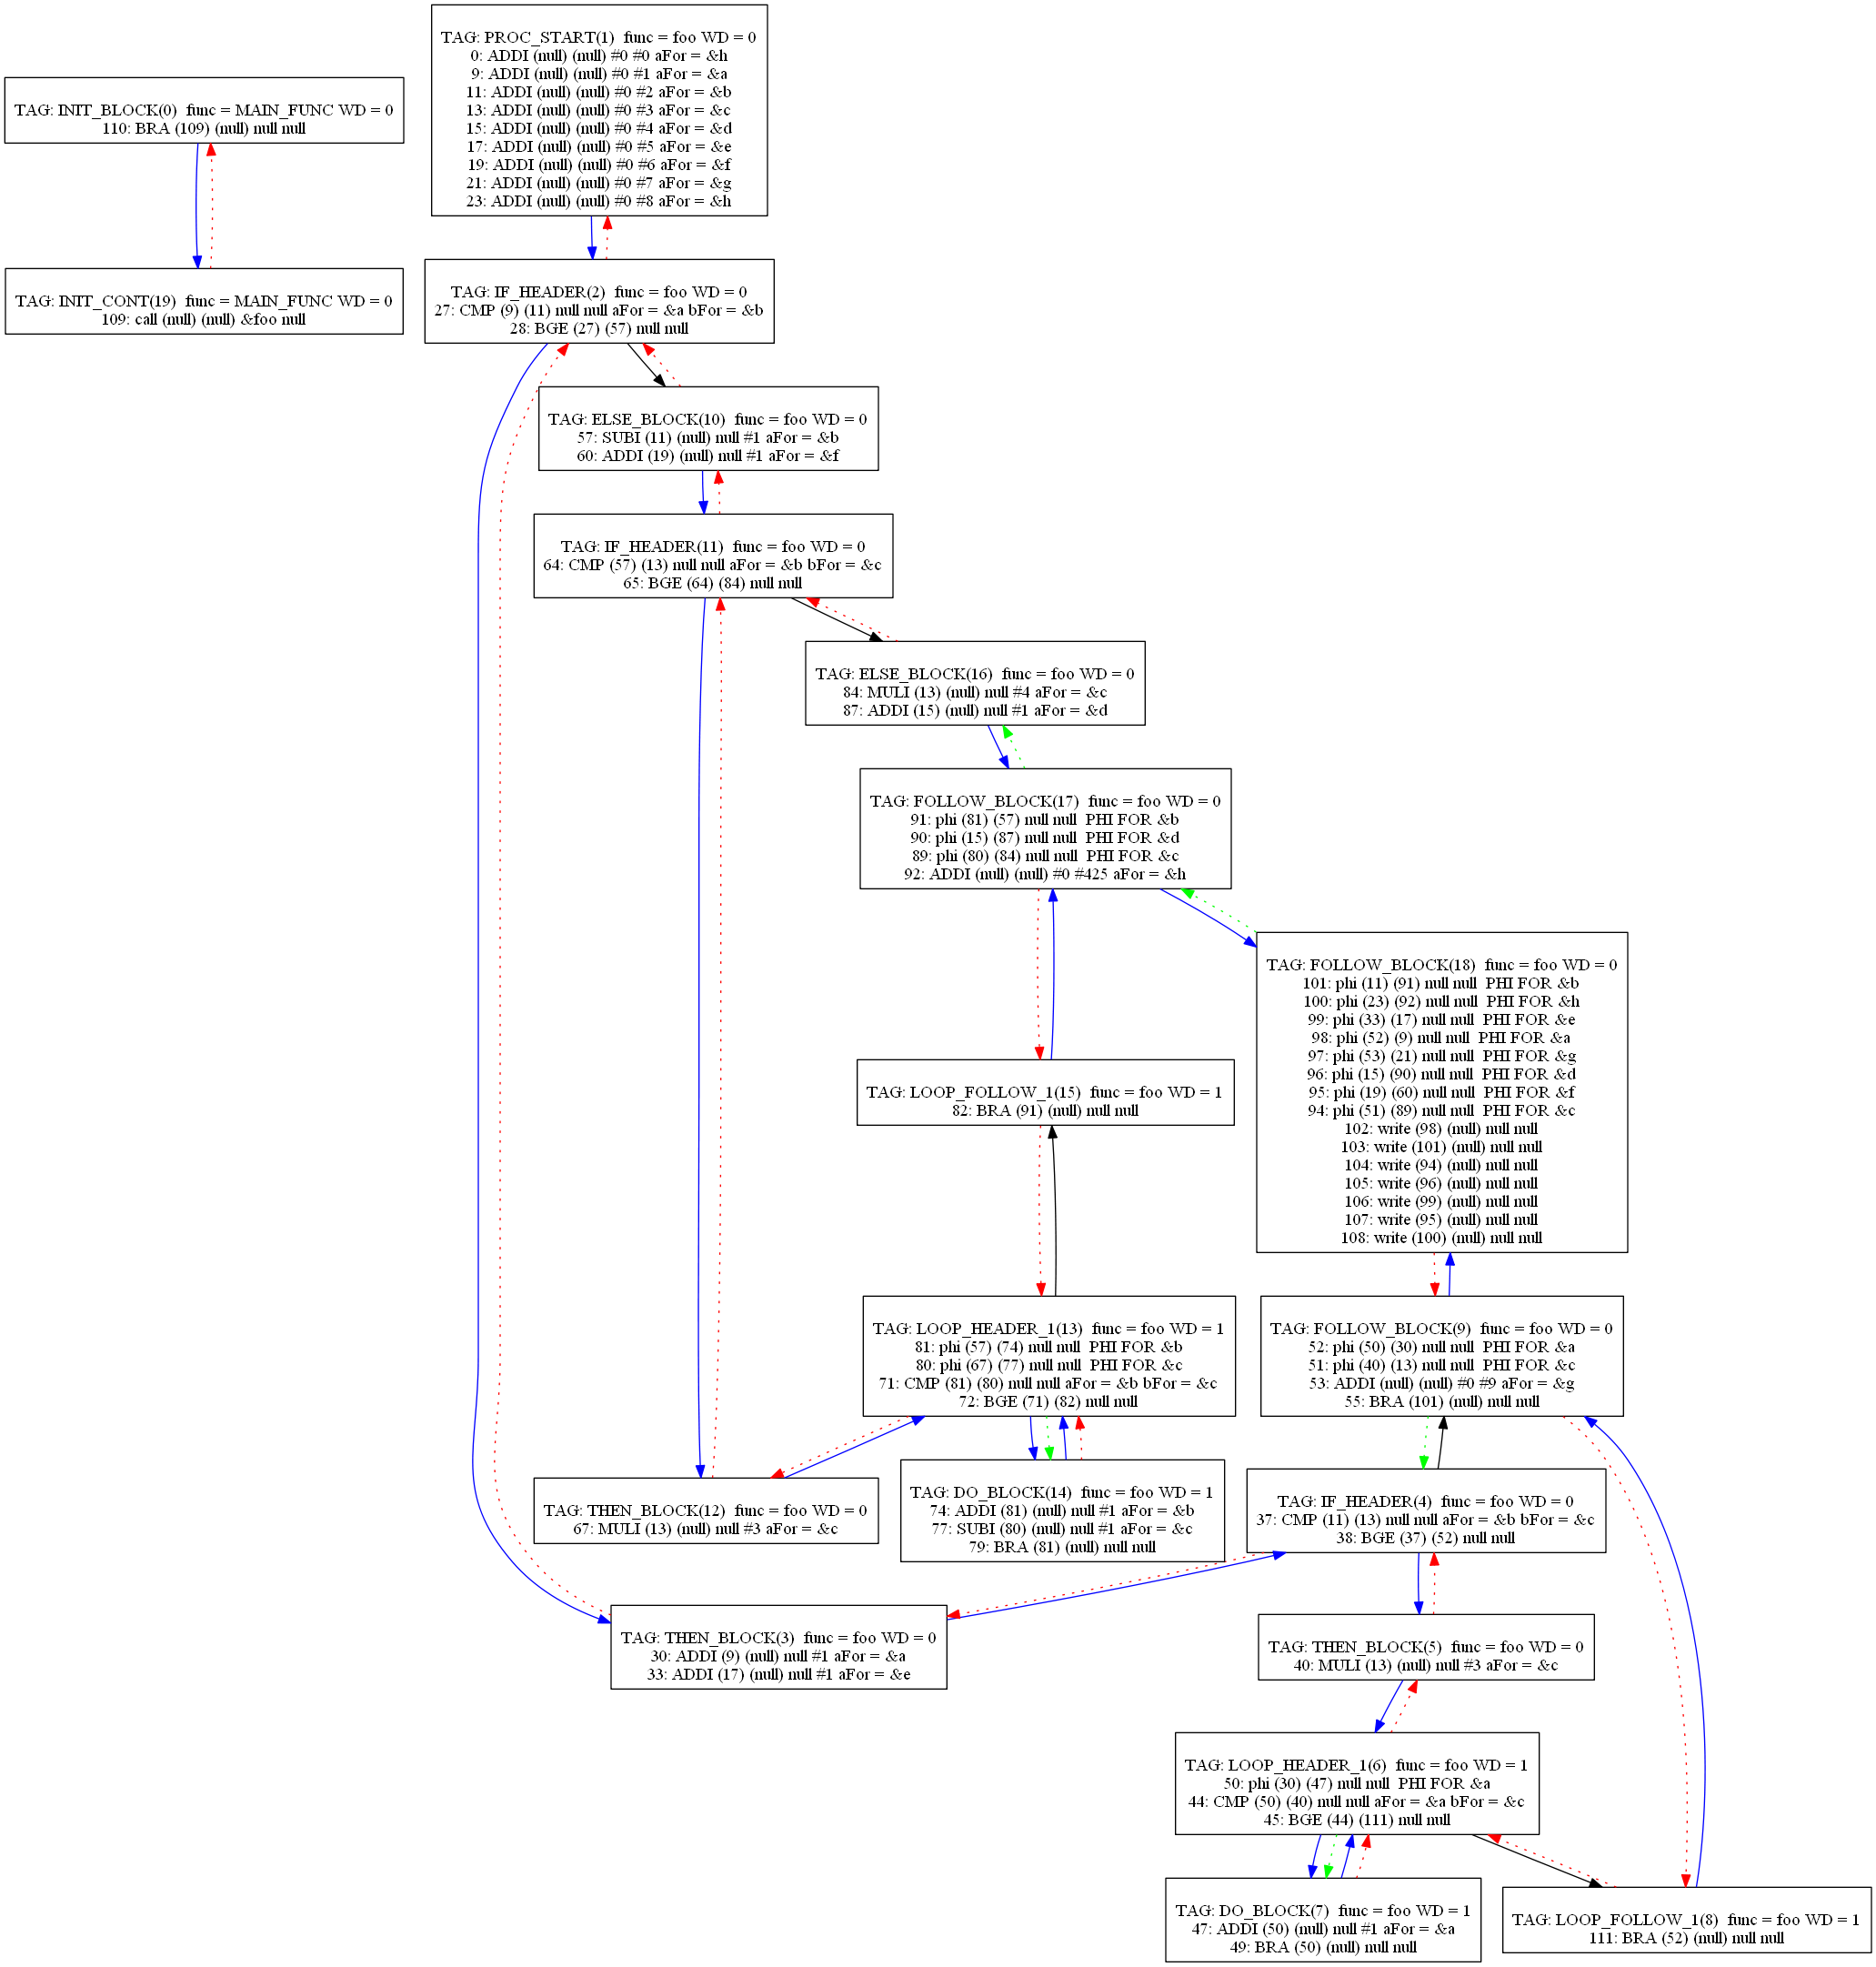 TAG: INIT_BLOCK(0) func = MAIN_FUNC WD = 0
110: BRA (109) (null) null null
TAG: INIT_CONT(19) func = MAIN_FUNC WD = 0
109: call (null) (null) &foo null
TAG: PROC_START(1) func = foo WD = 0
0: ADDI (null) (null) #0 #0 aFor = &h
9: ADDI (null) (null) #0 #1 aFor = &a
11: ADDI (null) (null) #0 #2 aFor = &b
13: ADDI (null) (null) #0 #3 aFor = &c
15: ADDI (null) (null) #0 #4 aFor = &d
17: ADDI (null) (null) #0 #5 aFor = &e
19: ADDI (null) (null) #0 #6 aFor = &f
21: ADDI (null) (null) #0 #7 aFor = &g
23: ADDI (null) (null) #0 #8 aFor = &h
TAG: IF_HEADER(2) func = foo WD = 0
27: CMP (9) (11) null null aFor = &a bFor = &b
28: BGE (27) (57) null null
TAG: ELSE_BLOCK(10) func = foo WD = 0
57: SUBI (11) (null) null #1 aFor = &b
60: ADDI (19) (null) null #1 aFor = &f
TAG: IF_HEADER(11) func = foo WD = 0
64: CMP (57) (13) null null aFor = &b bFor = &c
65: BGE (64) (84) null null
TAG: ELSE_BLOCK(16) func = foo WD = 0
84: MULI (13) (null) null #4 aFor = &c
87: ADDI (15) (null) null #1 aFor = &d
TAG: FOLLOW_BLOCK(17) func = foo WD = 0
91: phi (81) (57) null null PHI FOR &b
90: phi (15) (87) null null PHI FOR &d
89: phi (80) (84) null null PHI FOR &c
92: ADDI (null) (null) #0 #425 aFor = &h
TAG: FOLLOW_BLOCK(18) func = foo WD = 0
101: phi (11) (91) null null PHI FOR &b
100: phi (23) (92) null null PHI FOR &h
99: phi (33) (17) null null PHI FOR &e
98: phi (52) (9) null null PHI FOR &a
97: phi (53) (21) null null PHI FOR &g
96: phi (15) (90) null null PHI FOR &d
95: phi (19) (60) null null PHI FOR &f
94: phi (51) (89) null null PHI FOR &c
102: write (98) (null) null null
103: write (101) (null) null null
104: write (94) (null) null null
105: write (96) (null) null null
106: write (99) (null) null null
107: write (95) (null) null null
108: write (100) (null) null null
TAG: LOOP_FOLLOW_1(15) func = foo WD = 1
82: BRA (91) (null) null null
TAG: LOOP_HEADER_1(13) func = foo WD = 1
81: phi (57) (74) null null PHI FOR &b
80: phi (67) (77) null null PHI FOR &c
71: CMP (81) (80) null null aFor = &b bFor = &c
72: BGE (71) (82) null null
TAG: FOLLOW_BLOCK(9) func = foo WD = 0
52: phi (50) (30) null null PHI FOR &a
51: phi (40) (13) null null PHI FOR &c
53: ADDI (null) (null) #0 #9 aFor = &g
55: BRA (101) (null) null null
TAG: THEN_BLOCK(12) func = foo WD = 0
67: MULI (13) (null) null #3 aFor = &c
TAG: DO_BLOCK(14) func = foo WD = 1
74: ADDI (81) (null) null #1 aFor = &b
77: SUBI (80) (null) null #1 aFor = &c
79: BRA (81) (null) null null
TAG: IF_HEADER(4) func = foo WD = 0
37: CMP (11) (13) null null aFor = &b bFor = &c
38: BGE (37) (52) null null
TAG: THEN_BLOCK(3) func = foo WD = 0
30: ADDI (9) (null) null #1 aFor = &a
33: ADDI (17) (null) null #1 aFor = &e
TAG: THEN_BLOCK(5) func = foo WD = 0
40: MULI (13) (null) null #3 aFor = &c
TAG: LOOP_HEADER_1(6) func = foo WD = 1
50: phi (30) (47) null null PHI FOR &a
44: CMP (50) (40) null null aFor = &a bFor = &c
45: BGE (44) (111) null null
TAG: DO_BLOCK(7) func = foo WD = 1
47: ADDI (50) (null) null #1 aFor = &a
49: BRA (50) (null) null null
TAG: LOOP_FOLLOW_1(8) func = foo WD = 1
111: BRA (52) (null) null null